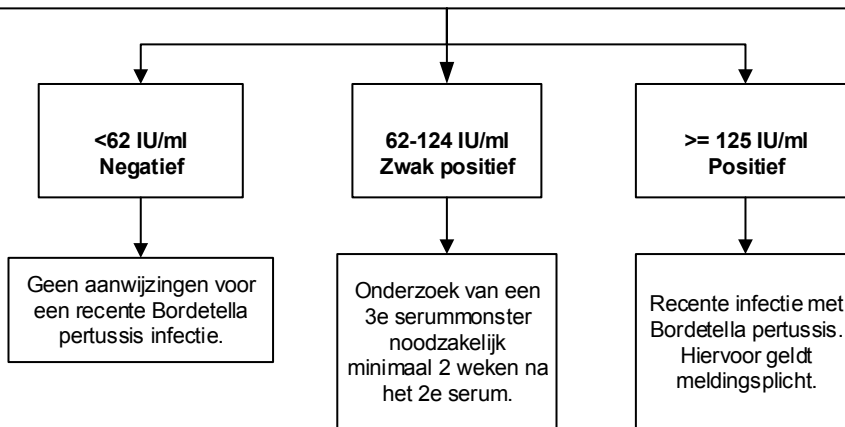 <62 IU/ml
Negatief
62-124 IU/ml
Zwak positief
>= 125 IU/ml
Positief
Geen aanwijzingen voor
een recente Bordetella
pertussis infectie.
Onderzoek van een
3e serummonster
noodzakelijk
minimaal 2 weken na
het 2e serum.
Recente infectie met
Bordetella pertussis.
Hiervoor geldt
meldingsplicht.